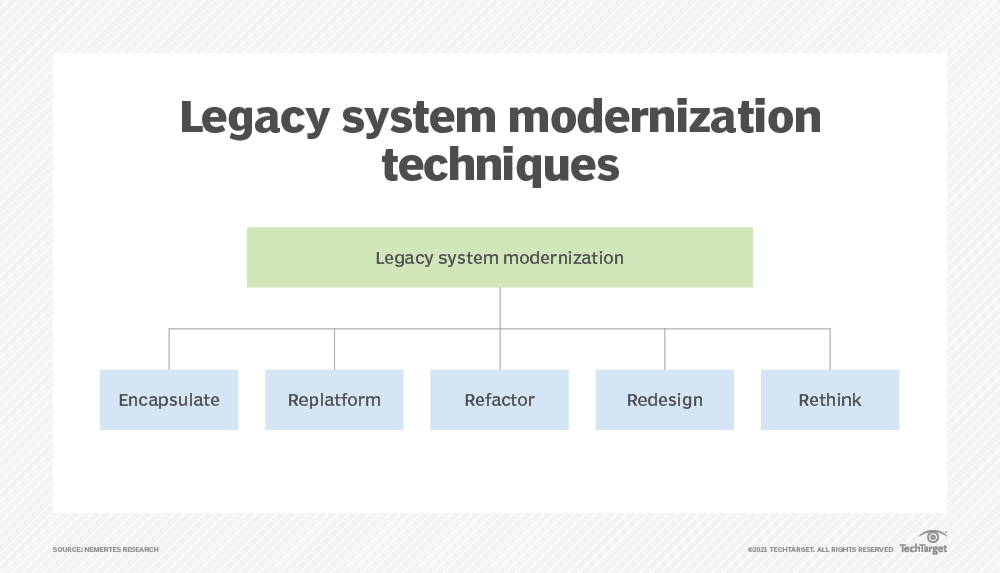 Legacy system modernization
techniques
Legacy system modernization
Encapsulate
Replatform
Refactor
Redesign
Rethink
SOURCE: NEMERTES RESEARCH
©2021 TECHTARGET. ALL RIGHTS RESERVED
TechTarget